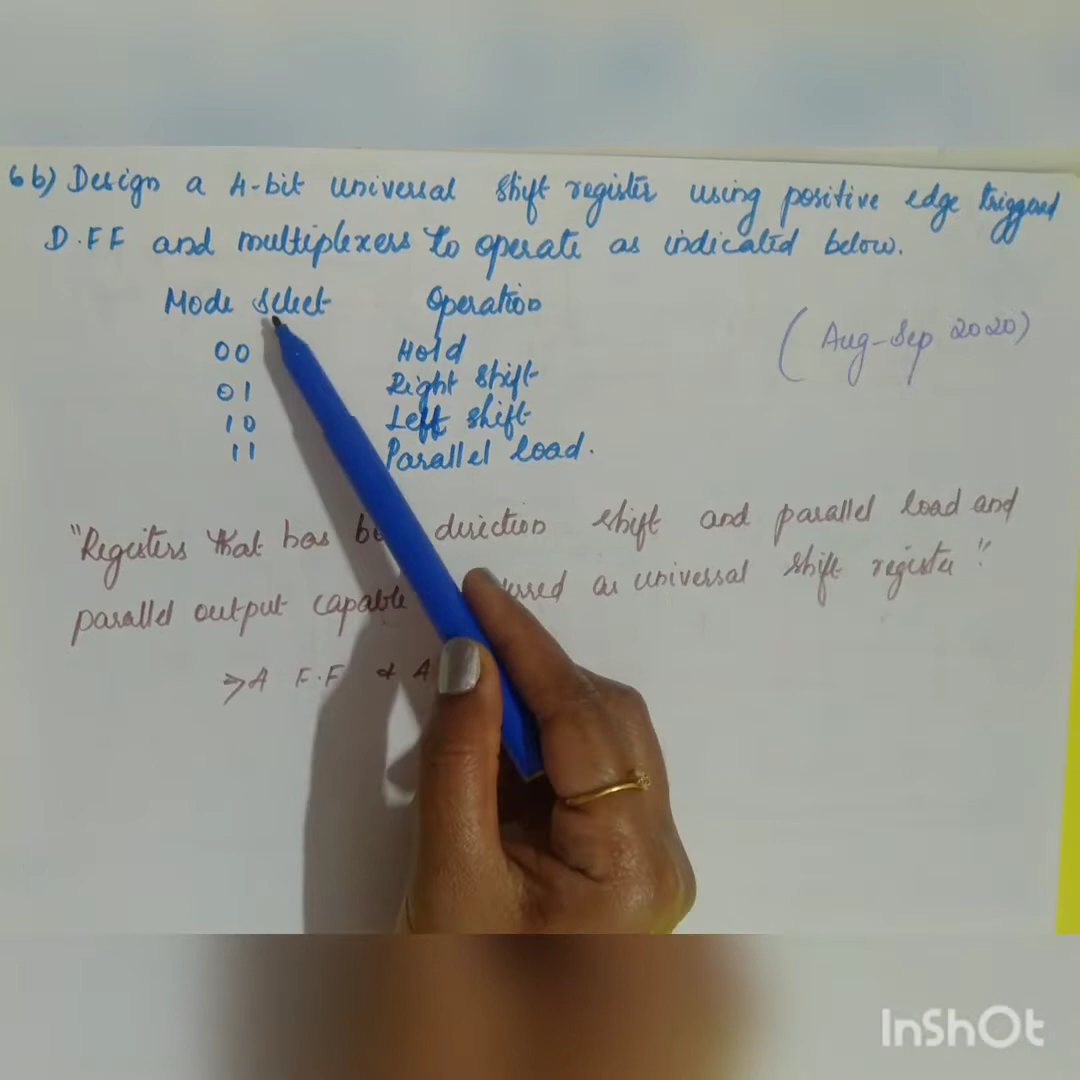 6b) Design a 4-bit universal shift register using positive edge triggered
D.FF and multiplexers to operate as indicated below.
Mode Select Operation
00 Hold
01 Right shift
10 Left shift
11 Parallel load.
(Aug-Sep 2020)
"Registers that has direction shift and parallel load and
parallel output capable as universal shift register"
⇒ 4 F.F & 4
InShOt